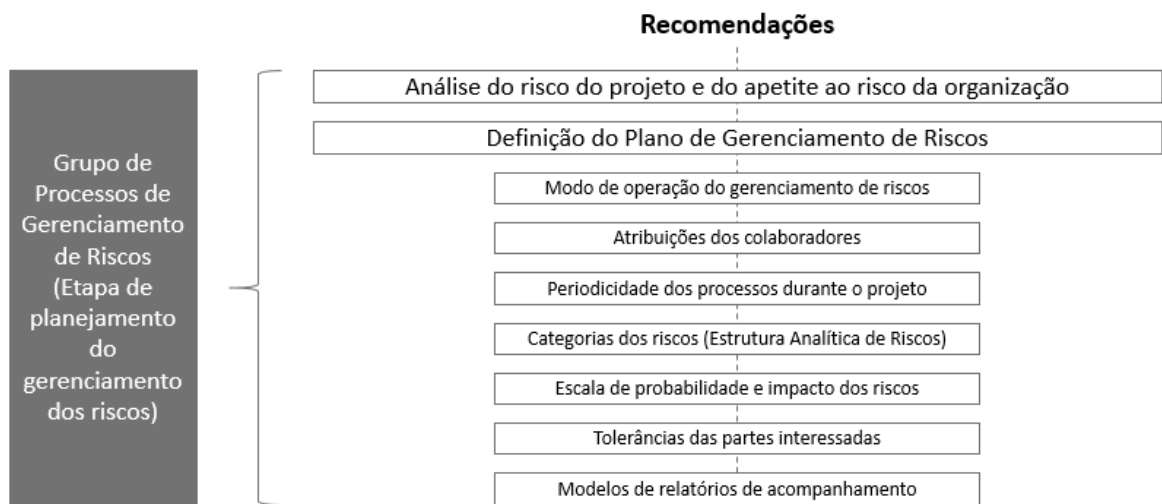 Recomendações
Análise do risco do projeto e do apetite ao risco da organização
Definição do Plano de Gerenciamento de Riscos
Grupo de
Processos de
Gerenciamento
de Riscos
(Etapa de
planejamento
do
gerenciamento
dos riscos)
Modo de operação do gerenciamento de riscos
Atribuições dos colaboradores
Periodicidade dos processos durante o projeto
Categorias dos riscos (Estrutura Analítica de Riscos)
Escala de probabilidade e impacto dos riscos
Tolerâncias das partes interessadas
Modelos de relatórios de acompanhamento